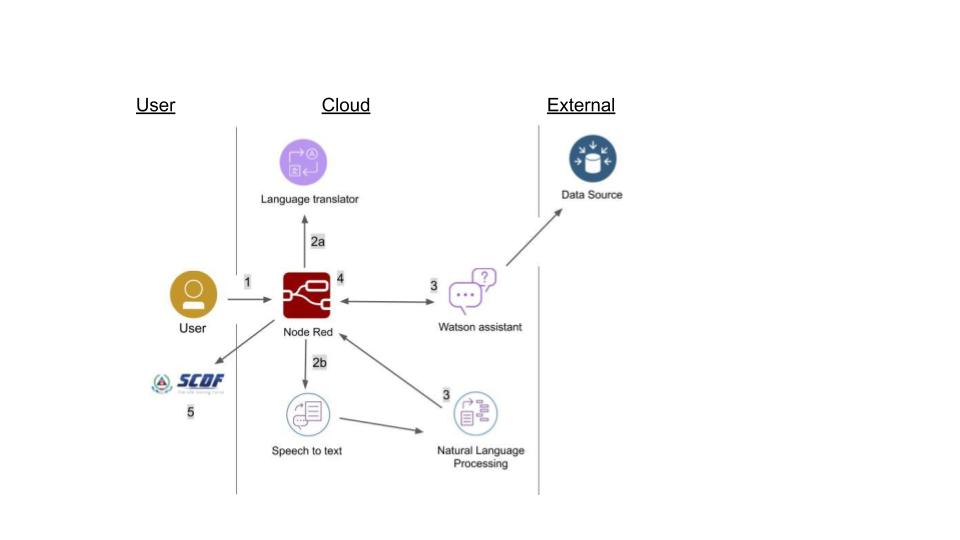 User
Cloud
External
Language translator
Data Source
2a
1
4
3
User
Node Red
Watson assistant
2b
SCDF
5
3
Speech to text
Natural Language
Processing